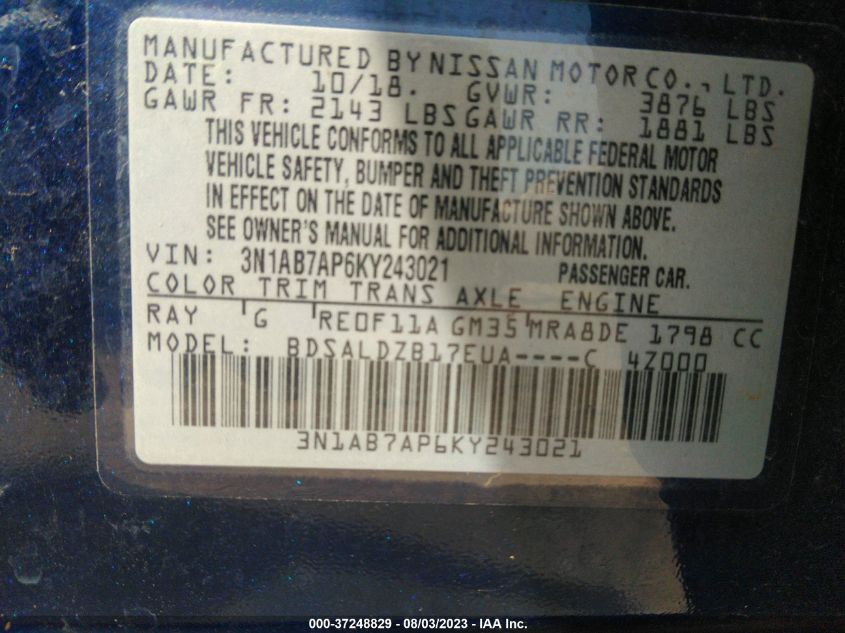 MANUFACTURED BY NISSAN MOTOR CO., LTD.
DATE: 10/18. GVWR: 3876 LBS
GAWR FR: 2143 LBS GAWR RR: 1881 LBS
THIS VEHICLE CONFORMS TO ALL APPLICABLE FEDERAL MOTOR
VEHICLE SAFETY, BUMPER AND THEFT PREVENTION STANDARDS
IN EFFECT ON THE DATE OF MANUFACTURE SHOWN ABOVE.
SEE OWNER'S MANUAL FOR ADDITIONAL INFORMATION.
VIN: 3N1AB7AP6KY243021 PASSENGER CAR.
COLOR TRIM TRANS AXLE ENGINE
RAY G RE0F11A GM35 MRA8DE 1798 CC
MODEL: BDSALDZB17EUA----C 4Z000
3N1AB7AP6KY243021
000-37248829 - 08/03/2023 - IAA Inc.